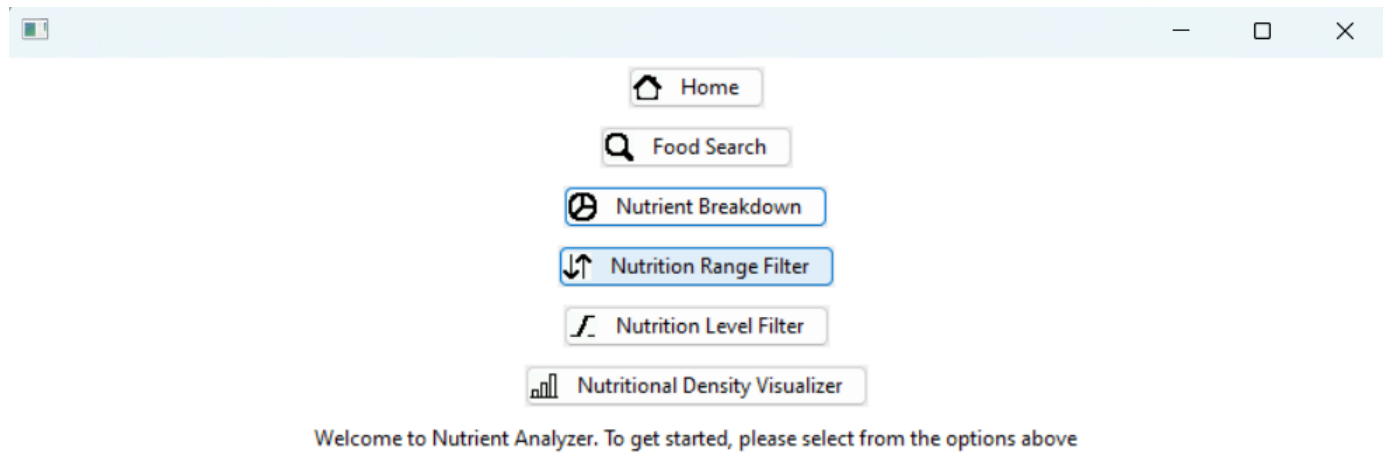 Home
Food Search
Nutrient Breakdown
Nutrition Range Filter
Nutrition Level Filter
Nutritional Density Visualizer
Welcome to Nutrient Analyzer. To get started, please select from the options above